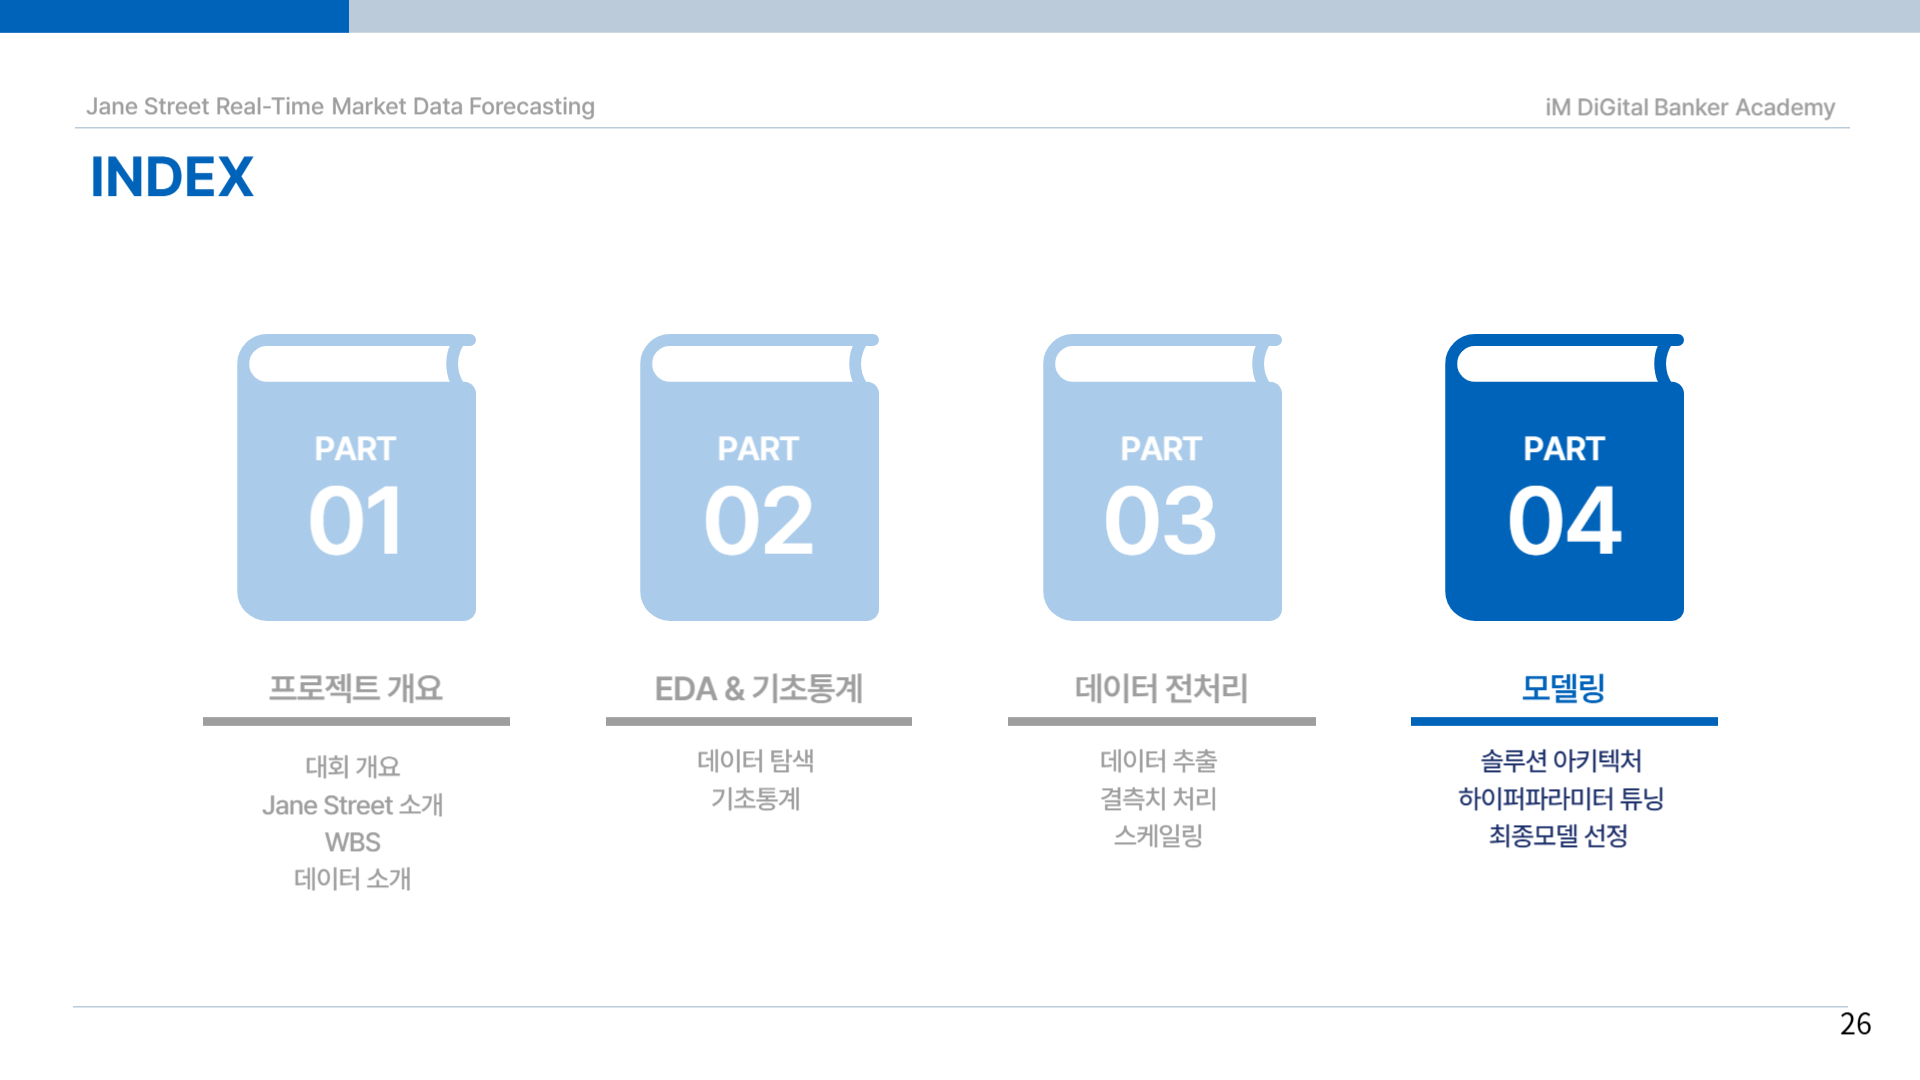 Jane Street Real-Time Market Data Forecasting
iM DiGital Banker Academy
INDEX
PART
01
프로젝트 개요
대회 개요
Jane Street 소개
WBS
데이터 소개
PART
02
EDA & 기초통계
데이터 탐색
기초통계
PART
03
데이터 전처리
데이터 추출
결측치 처리
스케일링
PART
04
모델링
솔루션 아키텍처
하이퍼파라미터 튜닝
최종모델 선정
26